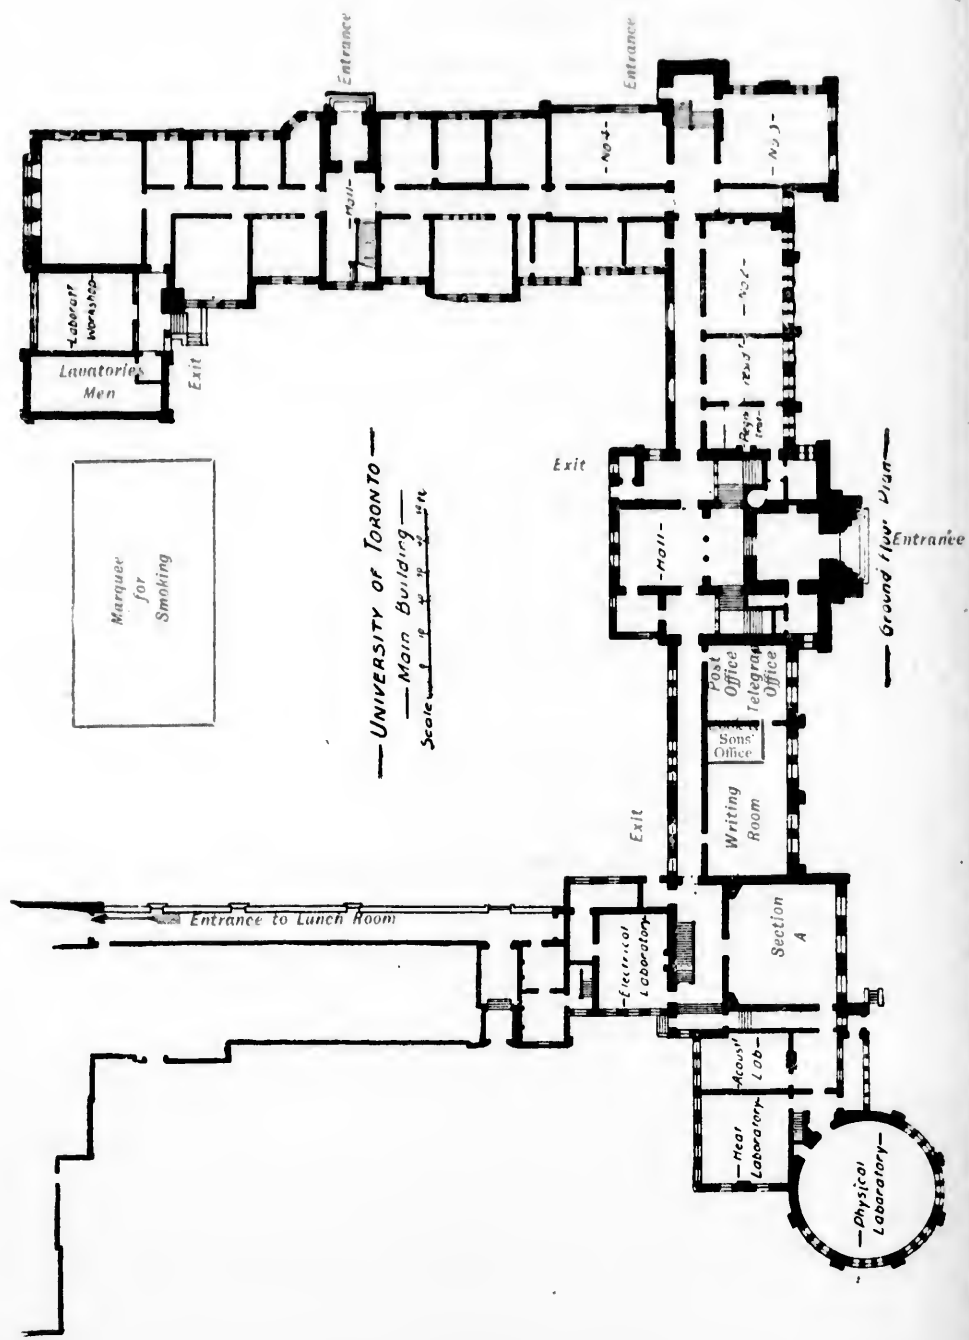 Entrance
Entrance
—Hall—
—No 4—
—No 3—
—No 2—
—Laborat'y
Workshop—
Lavatories
Men
Exit
Exit
Marquee
for
Smoking
—UNIVERSITY OF TORONTO—
—Main Building—
Scale
—Hall—
Entrance
—Ground Floor Plan—
Post
Office
Telegraph
Office
Sons'
Office
Writing
Room
Exit
Entrance to Lunch Room
—Electrical
Laboratory—
Section
A
—Acoust'l
Lab—
—Heat
Laboratory—
—Physical
Laboratory—